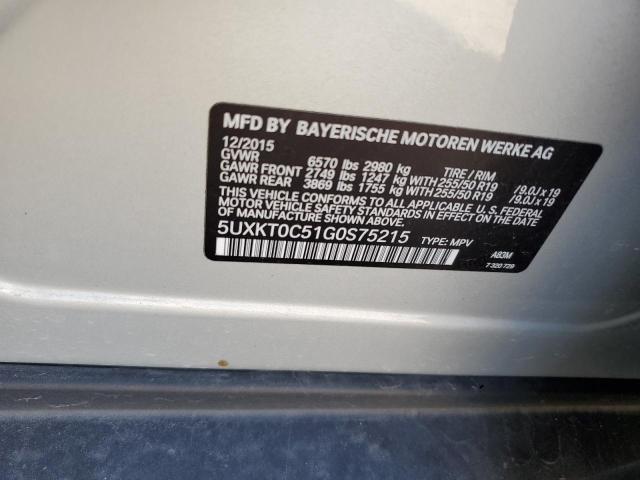 MFD BY BAYERISCHE MOTOREN WERKE AG
12/2015
GVWR 6570 lbs 2980 kg TIRE / RIM
GAWR FRONT 2749 lbs 1247 kg WITH 255/50 R19 /9.0J x 19
GAWR REAR 3869 lbs 1755 kg WITH 255/50 R19 /9.0J x 19
THIS VEHICLE CONFORMS TO ALL APPLICABLE U.S. FEDERAL
MOTOR VEHICLE SAFETY STANDARDS IN EFFECT ON THE DATE
OF MANUFACTURE SHOWN ABOVE.
5UXKT0C51G0S75215 TYPE: MPV
A83M
7 320 729